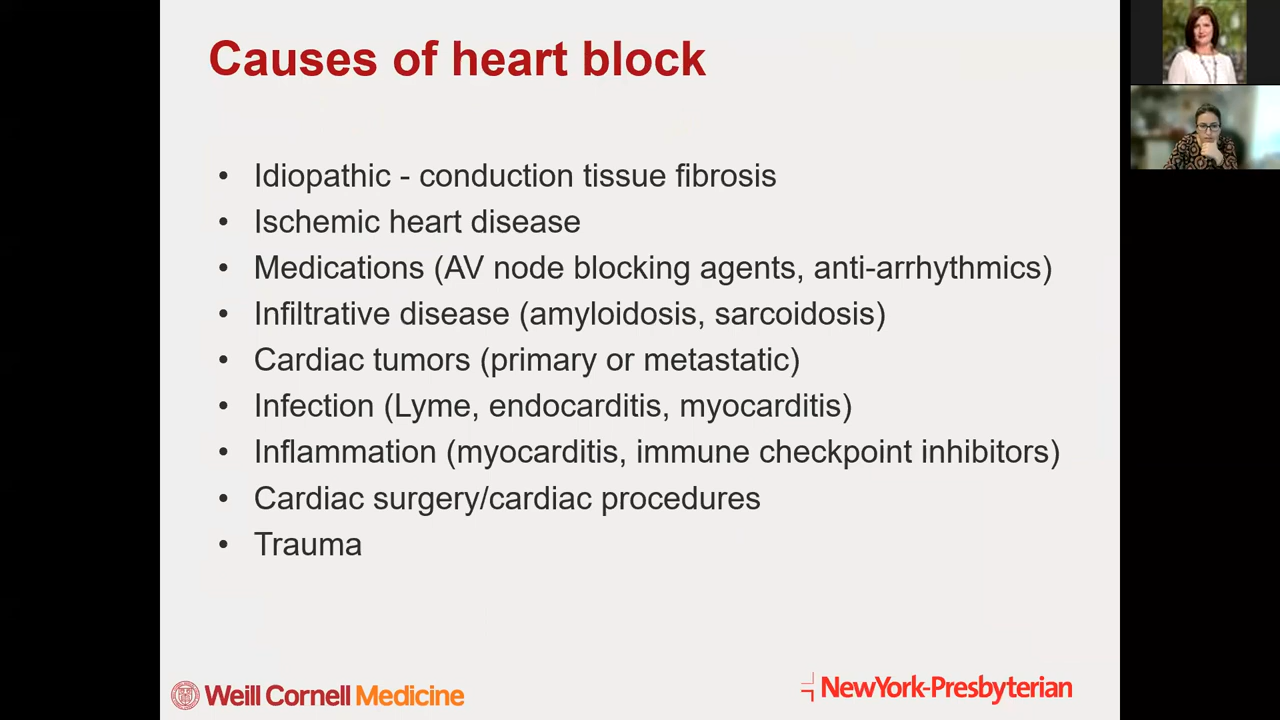 Causes of heart block
• Idiopathic - conduction tissue fibrosis
• Ischemic heart disease
• Medications (AV node blocking agents, anti-arrhythmics)
• Infiltrative disease (amyloidosis, sarcoidosis)
• Cardiac tumors (primary or metastatic)
• Infection (Lyme, endocarditis, myocarditis)
• Inflammation (myocarditis, immune checkpoint inhibitors)
• Cardiac surgery/cardiac procedures
• Trauma
Weill Cornell Medicine
NewYork-Presbyterian